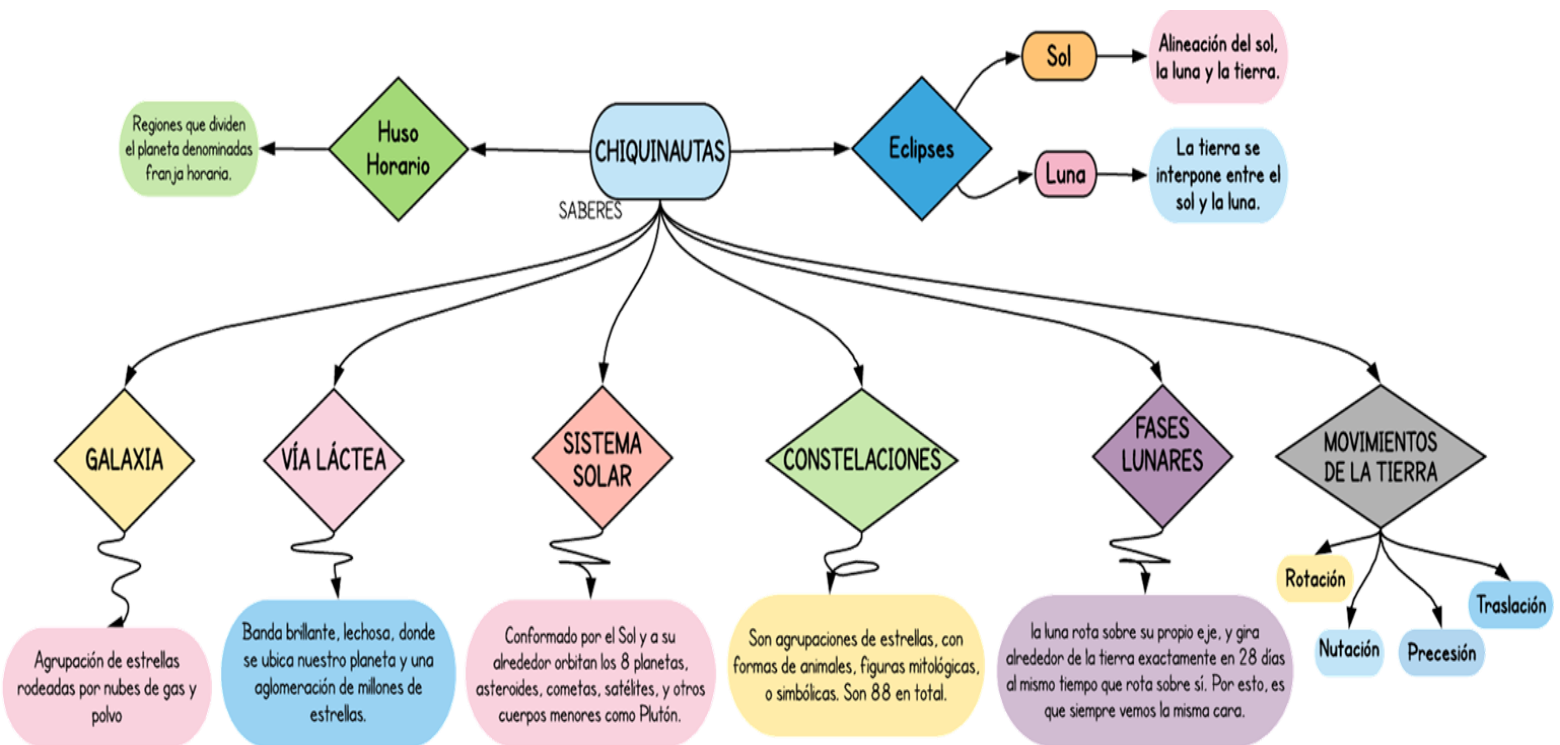 CHIQUINAUTAS
SABERES
Huso
Horario
Regiones que dividen
el planeta denominadas
franja horaria.
Eclipses
Sol
Alineación del sol,
la luna y la tierra.
Luna
La tierra se
interpone entre el
sol y la luna.
GALAXIA
Agrupación de estrellas
rodeadas por nubes de gas y
polvo
VÍA LÁCTEA
Banda brillante, lechosa, donde
se ubica nuestro planeta y una
aglomeración de millones de
estrellas.
SISTEMA
SOLAR
Conformado por el Sol y a su
alrededor orbitan los 8 planetas,
asteroides, cometas, satélites, y otros
cuerpos menores como Plutón.
CONSTELACIONES
Son agrupaciones de estrellas, con
formas de animales, figuras mitológicas,
o simbólicas. Son 88 en total.
FASES
LUNARES
la luna rota sobre su propio eje, y gira
alrededor de la tierra exactamente en 28 días
al mismo tiempo que rota sobre sí. Por esto, es
que siempre vemos la misma cara.
MOVIMIENTOS
DE LA TIERRA
Rotación
Nutación
Precesión
Traslación